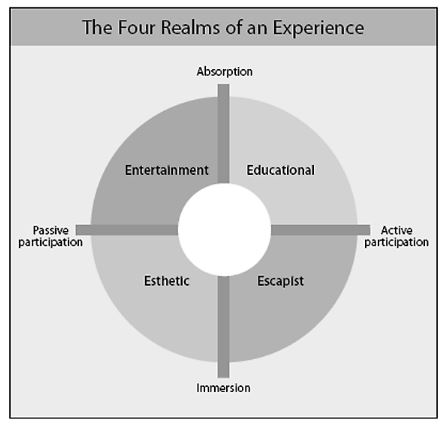 The Four Realms of an Experience
Absorption
Entertainment
Educational
Passive
participation
Active
participation
Esthetic
Escapist
Immersion